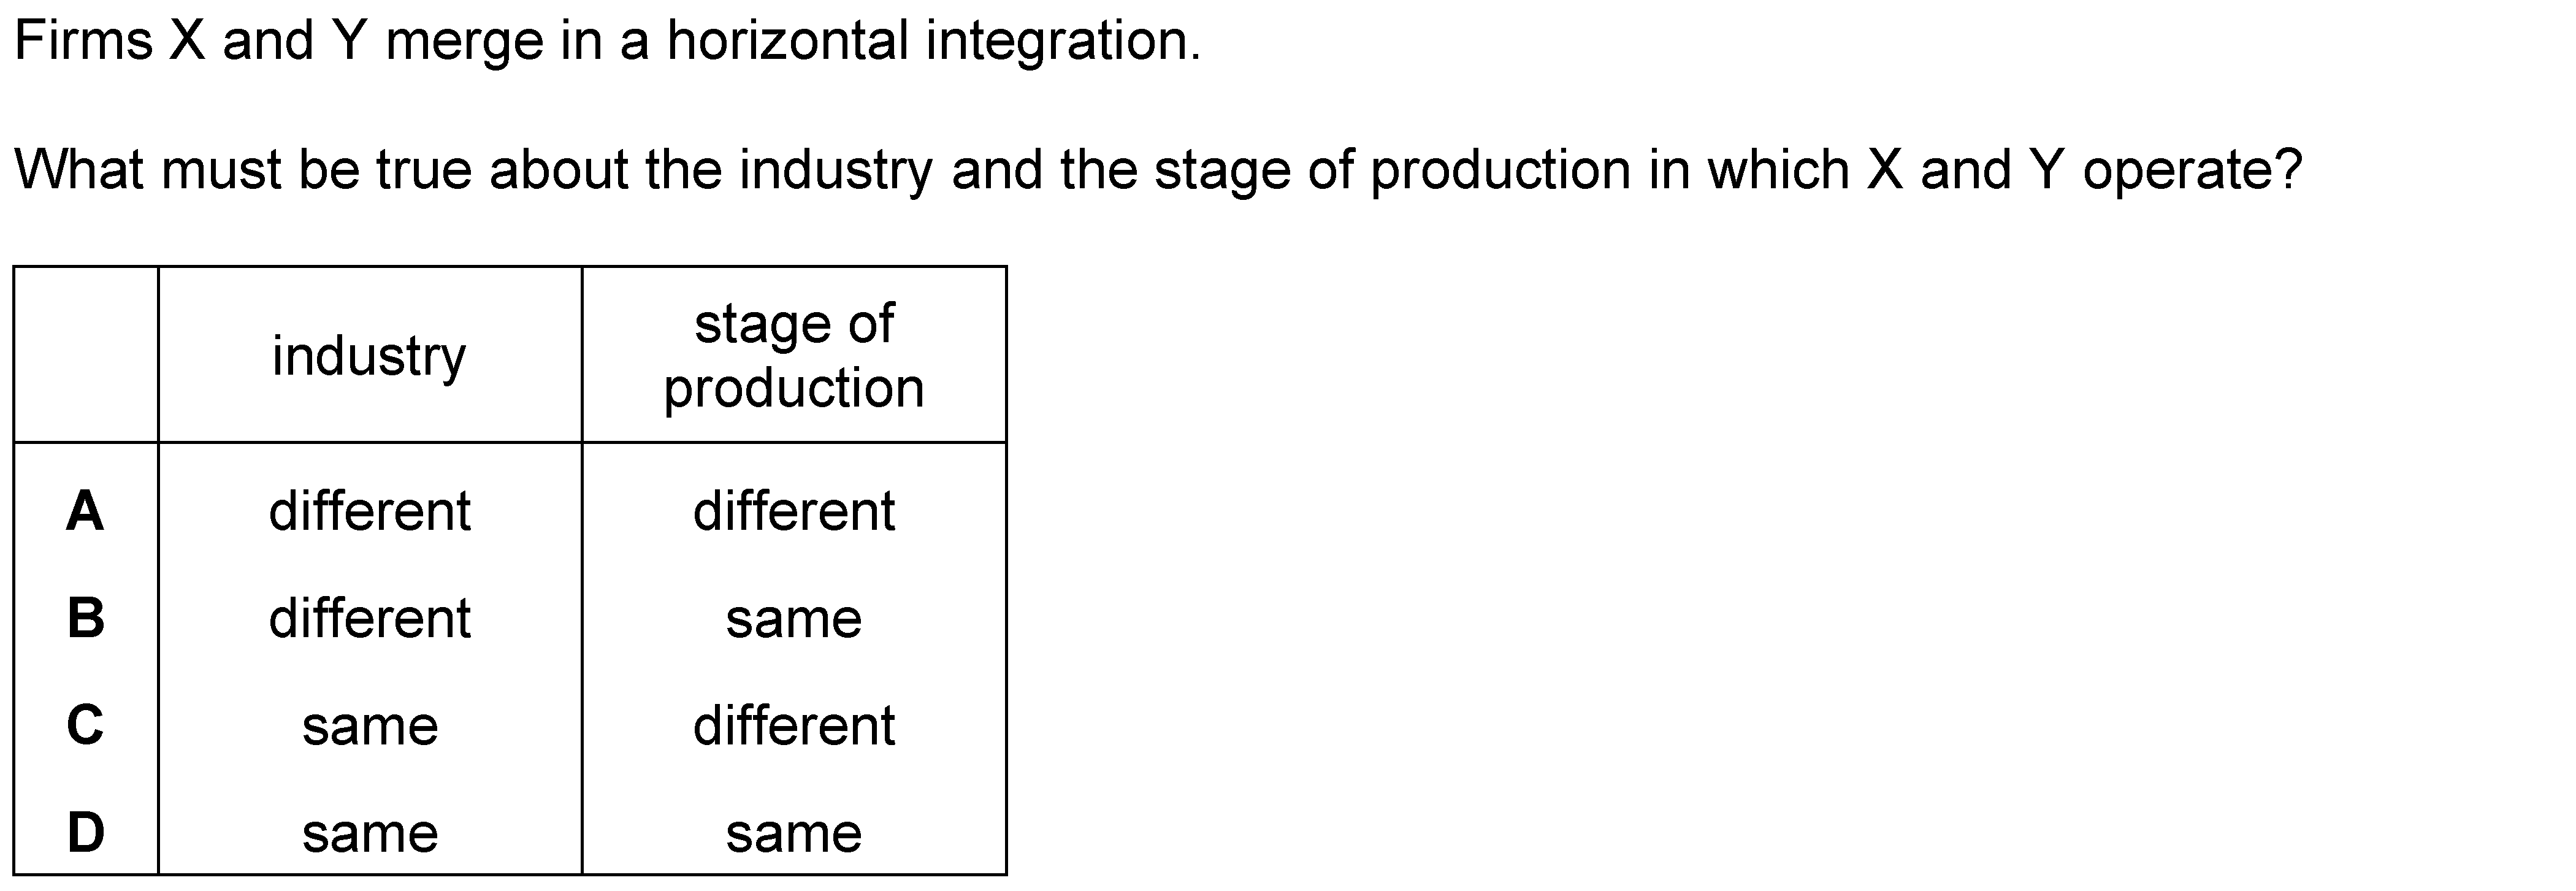 Firms X and Y merge in a horizontal integration.
What must be true about the industry and the stage of production in which X and Y operate?
industry
stage of
production
A different different
B different same
C same different
D same same